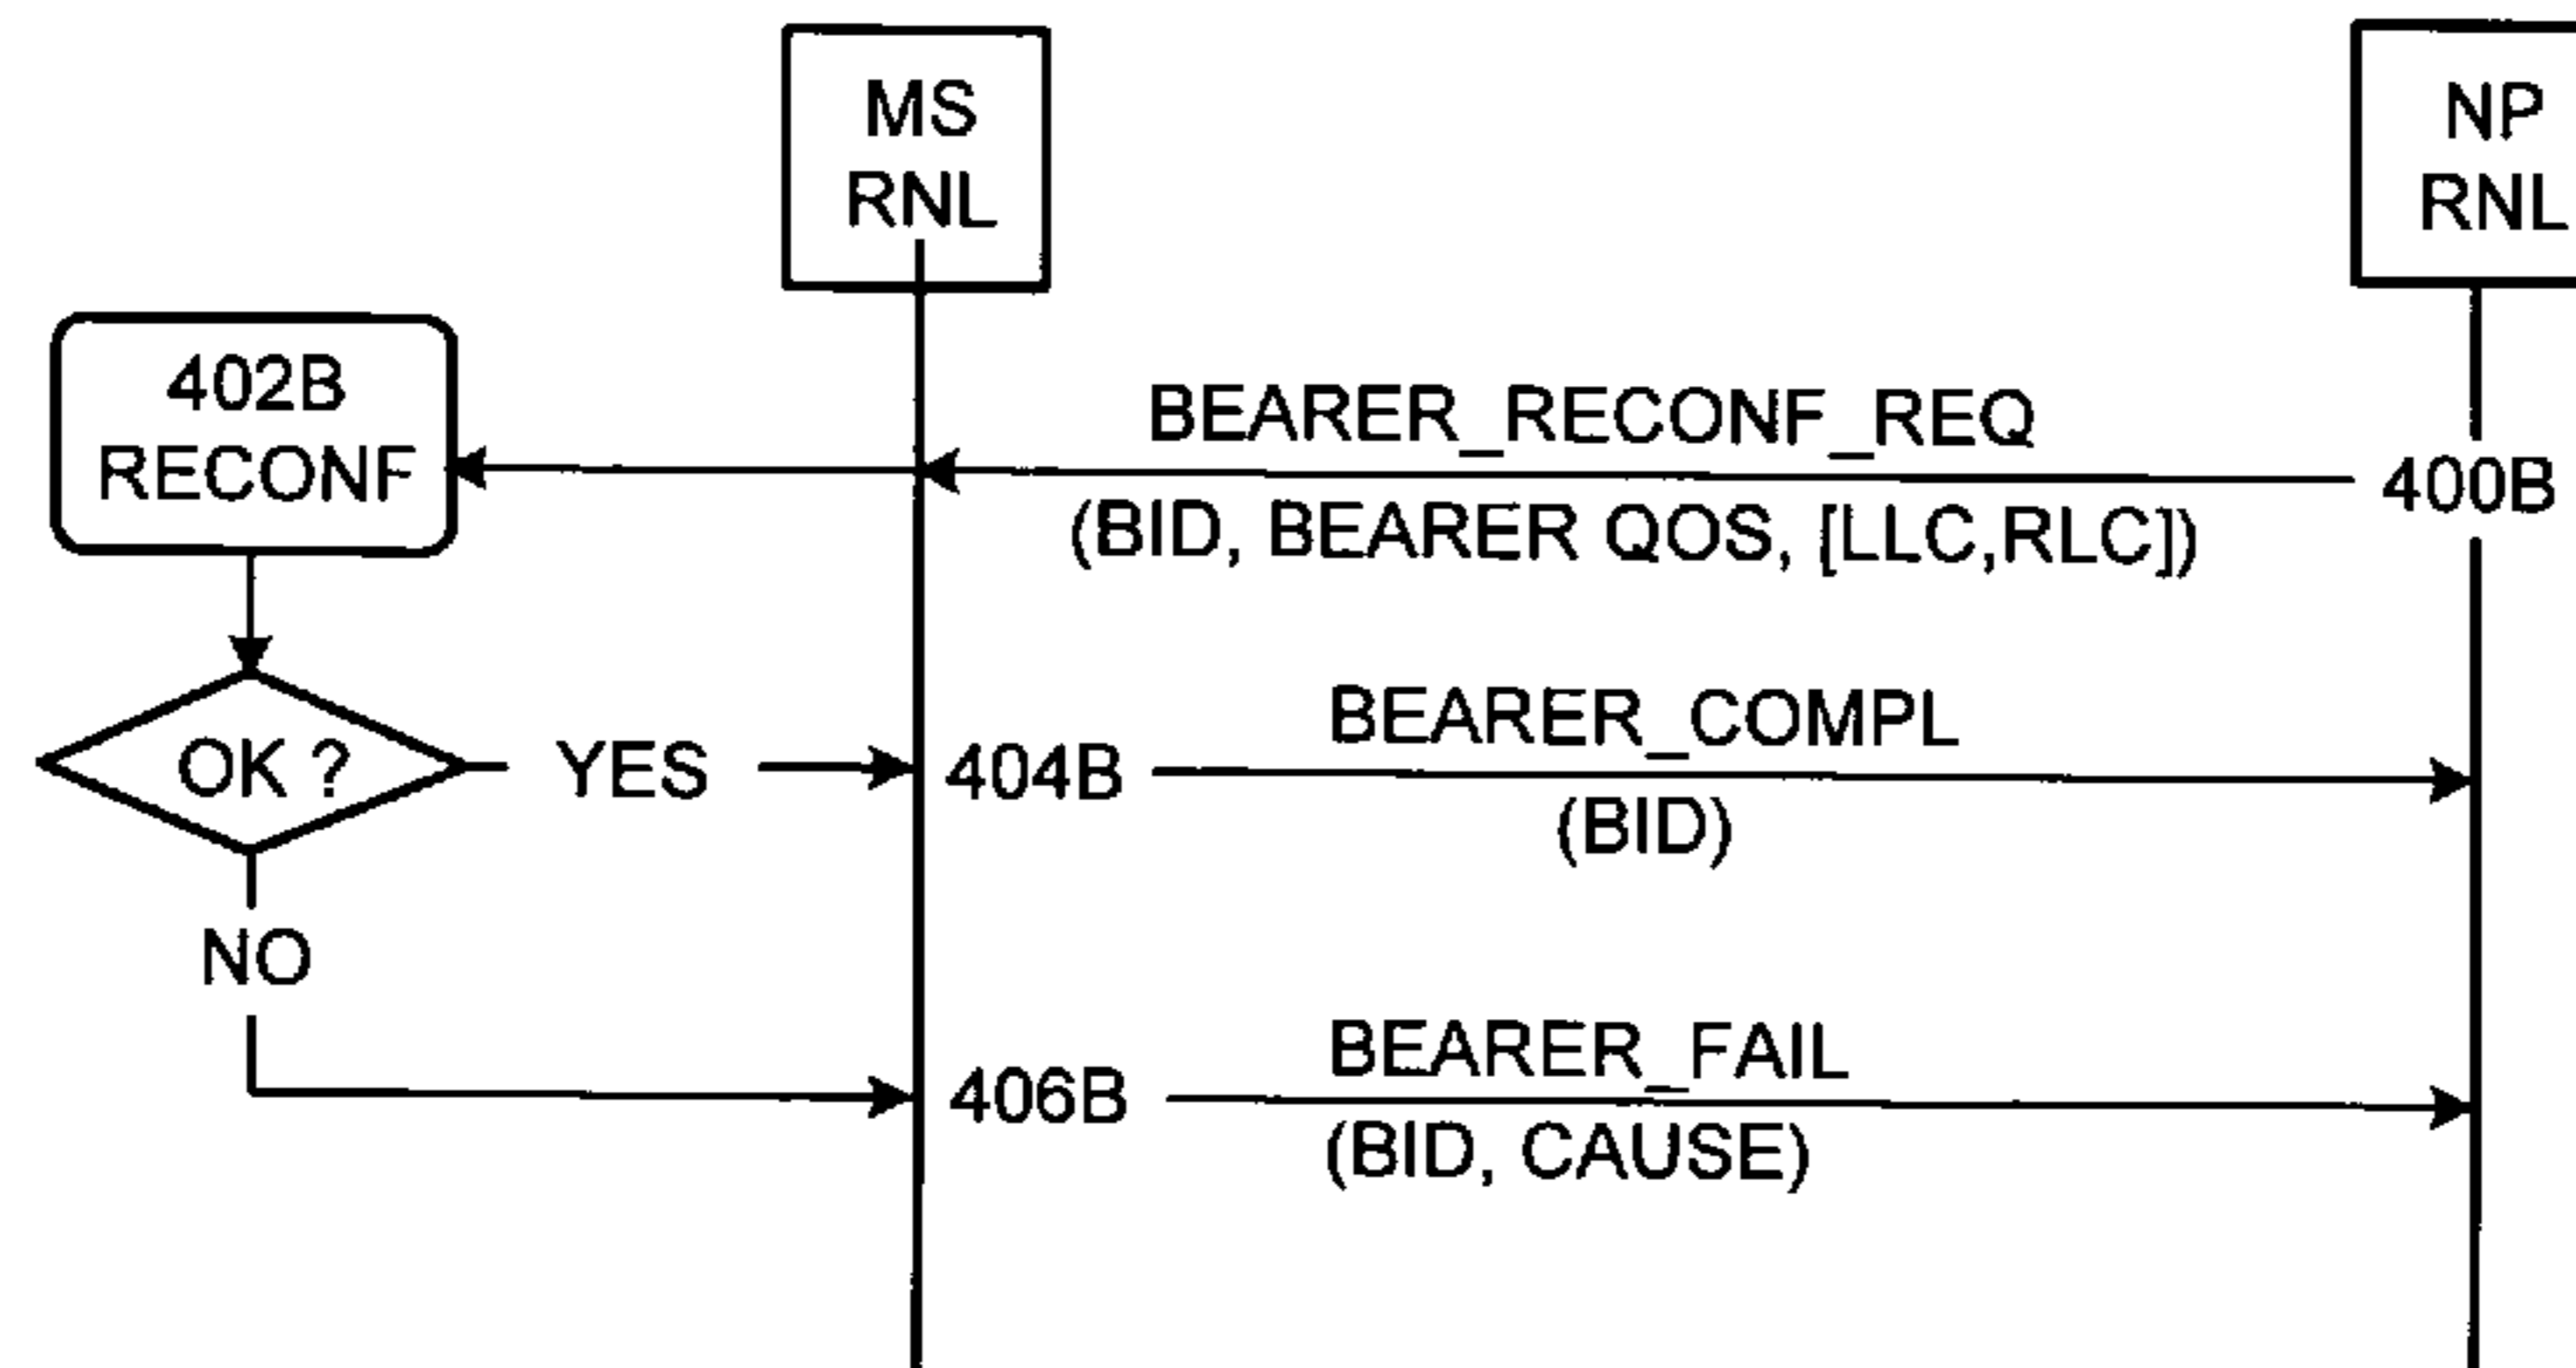 MS
RNL
NP
RNL
402B
RECONF
BEARER_RECONF_REQ
400B
(BID, BEARER QOS, [LLC,RLC])
OK ?
YES
404B
BEARER_COMPL
(BID)
NO
406B
BEARER_FAIL
(BID, CAUSE)